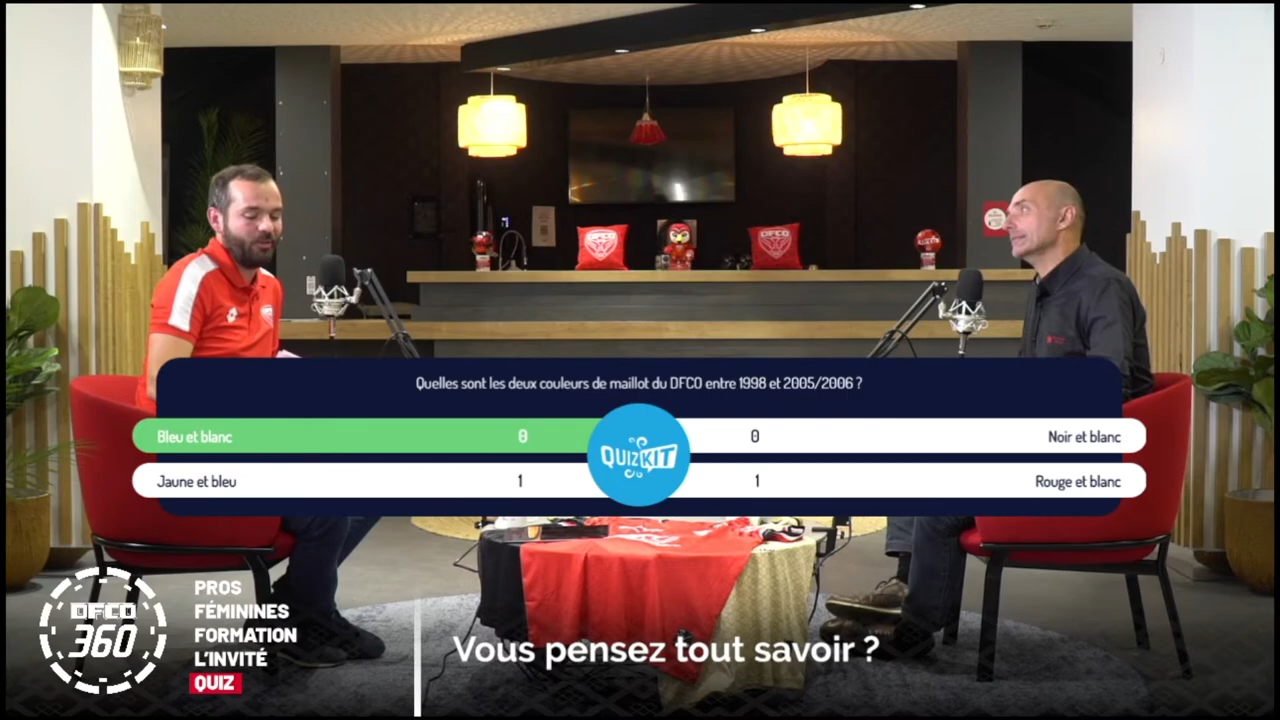 DFCO
Quelles sont les deux couleurs de maillot du DFCO entre 1998 et 2005/2006 ?
Bleu et blanc 0
0 Noir et blanc
QUIZKIT
Jaune et bleu 1
1 Rouge et blanc
DFCO
360
PROS
FÉMININES
FORMATION
L'INVITÉ
QUIZ
Vous pensez tout savoir ?